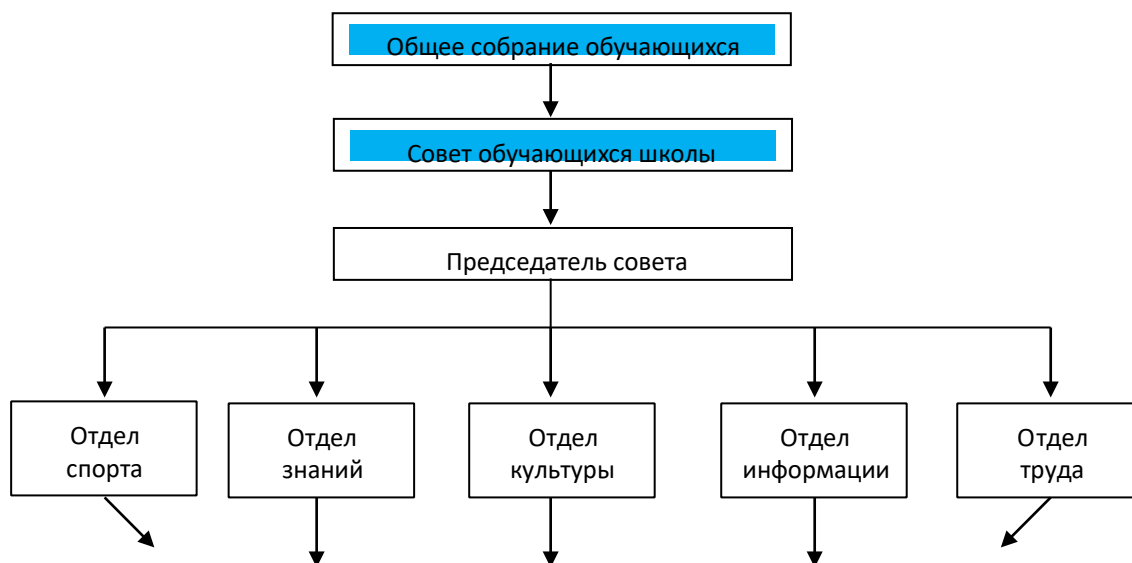 Общее собрание обучающихся
Совет обучающихся школы
Председатель совета
Отдел
спорта
Отдел
знаний
Отдел
культуры
Отдел
информации
Отдел
труда